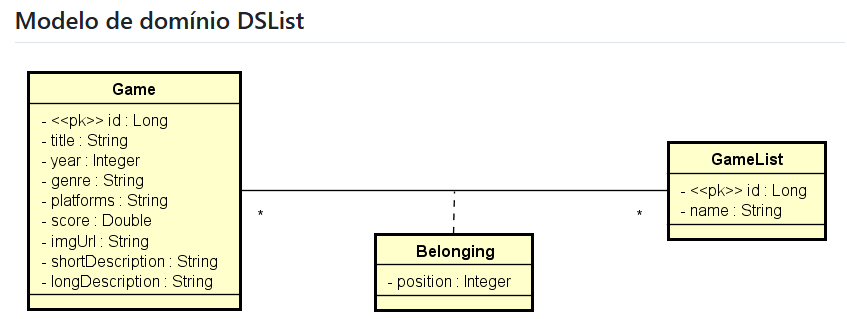 Modelo de domínio DSList
Game
- <<pk>> id : Long
- title : String
- year : Integer
- genre : String
- platforms : String
- score : Double
- imgUrl : String
- shortDescription : String
- longDescription : String
*
*
GameList
- <<pk>> id : Long
- name : String
Belonging
- position : Integer